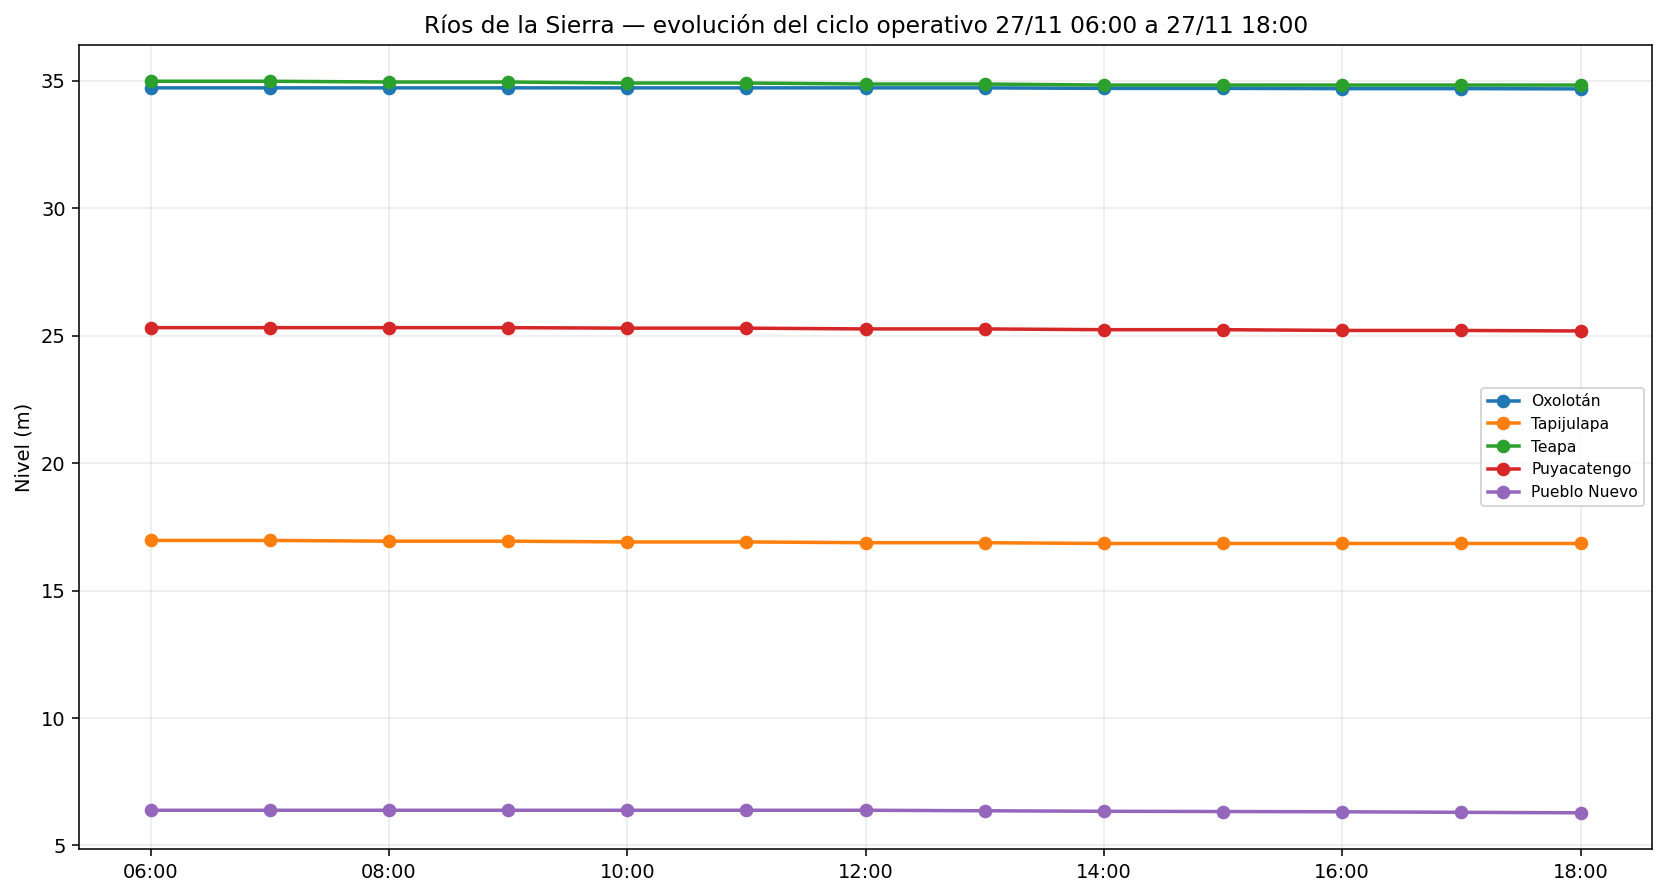 Ríos de la Sierra — evolución del ciclo operativo 27/11 06:00 a 27/11 18:00
Nivel (m)
35
30
25
20
15
10
5
Oxolotán
Tapijulapa
Teapa
Puyacatengo
Pueblo Nuevo
06:00
08:00
10:00
12:00
14:00
16:00
18:00